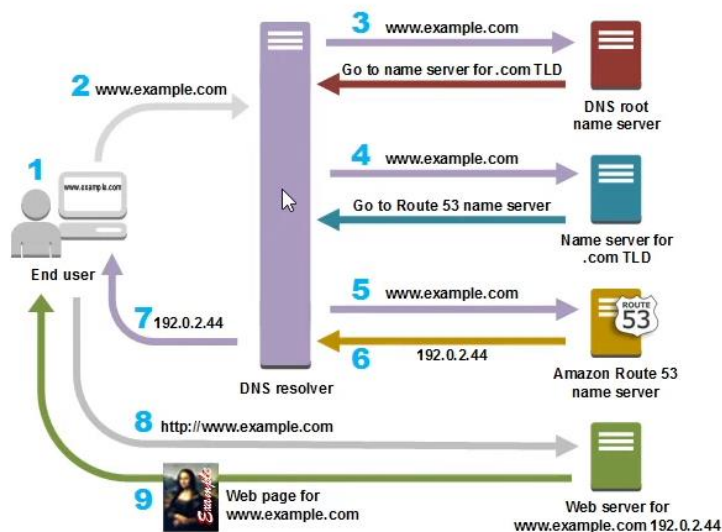 3 www.example.com
Go to name server for .com TLD
DNS root
name server
2 www.example.com
1
www.example.com
End user
4 www.example.com
Go to Route 53 name server
Name server for
.com TLD
5 www.example.com
ROUTE
53
6 192.0.2.44
Amazon Route 53
name server
7 192.0.2.44
DNS resolver
8 http://www.example.com
9
Example
Web page for
www.example.com
Web server for
www.example.com 192.0.2.44